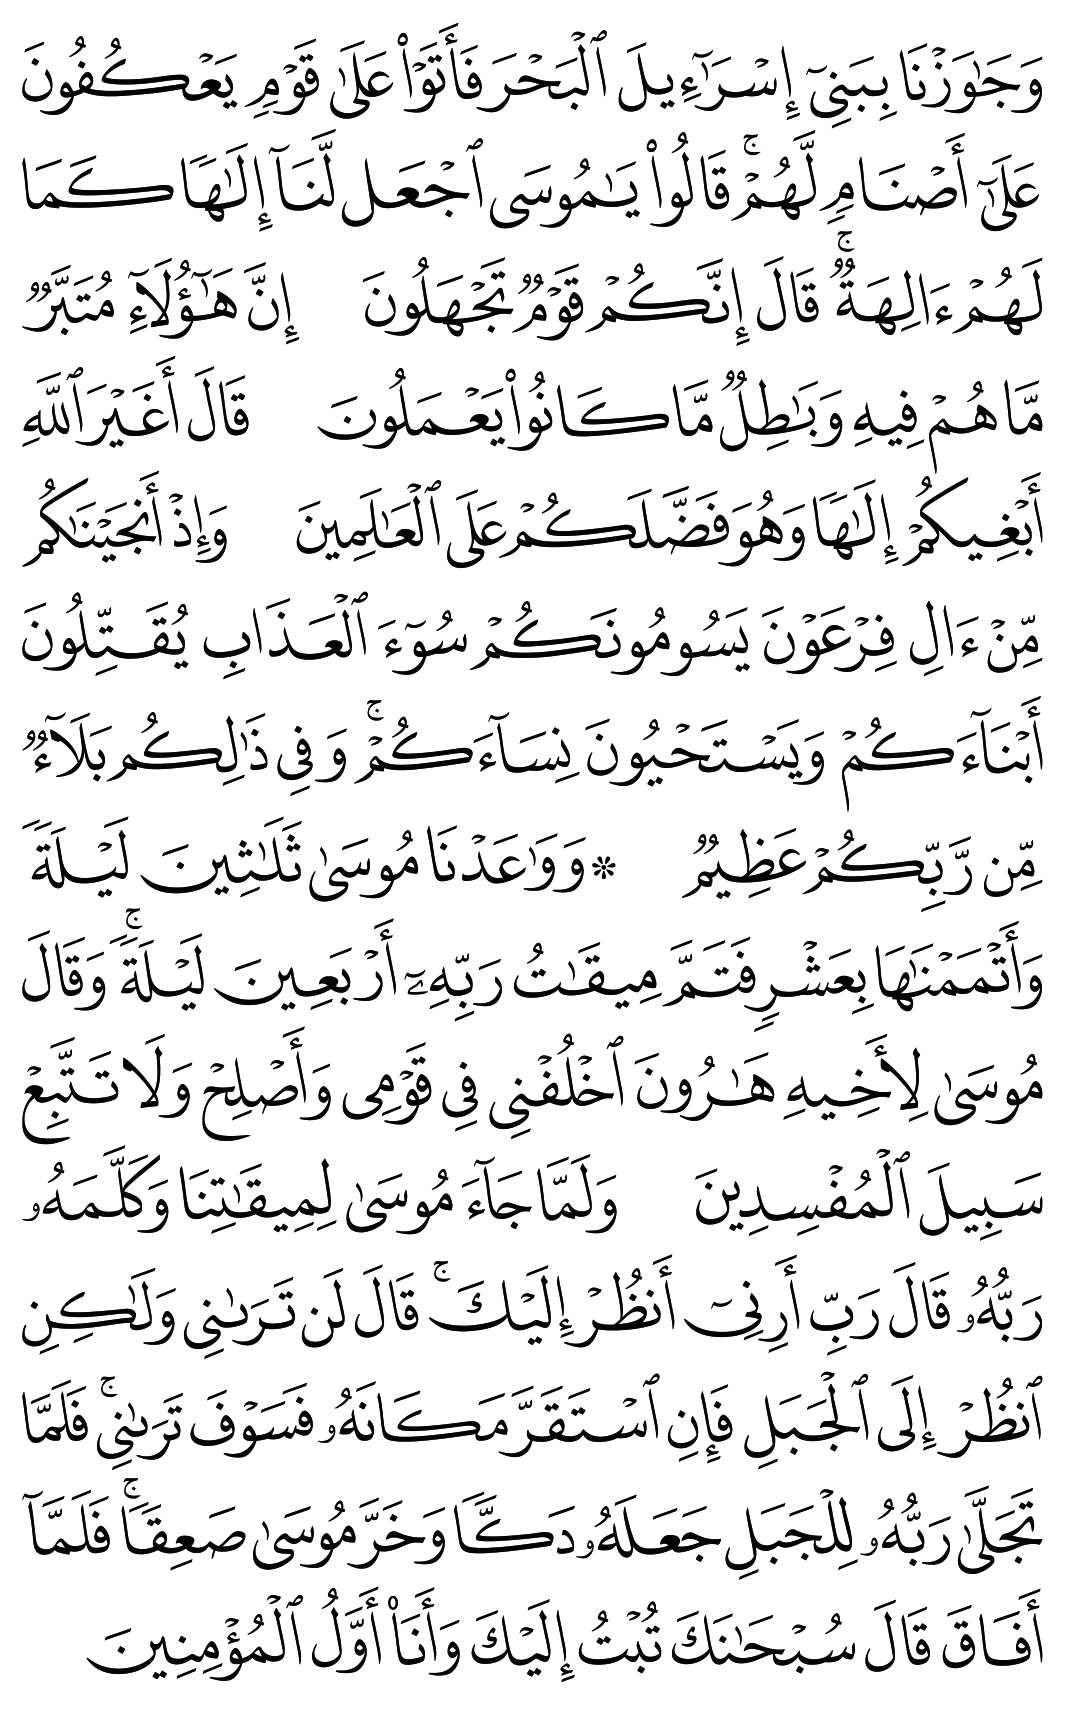 وَجَٰوَزۡنَا بِبَنِيٓ إِسۡرَٰٓءِيلَ ٱلۡبَحۡرَ فَأَتَوۡاْ عَلَىٰ قَوۡمٖ يَعۡكُفُونَ
عَلَىٰٓ أَصۡنَامٖ لَّهُمۡۚ قَالُواْ يَٰمُوسَى ٱجۡعَل لَّنَآ إِلَٰهٗا كَمَا
لَهُمۡ ءَالِهَةٞۚ قَالَ إِنَّكُمۡ قَوۡمٞ تَجۡهَلُونَ إِنَّ هَٰٓؤُلَآءِ مُتَبَّرٞ
مَّا هُمۡ فِيهِ وَبَٰطِلٞ مَّا كَانُواْ يَعۡمَلُونَ قَالَ أَغَيۡرَ ٱللَّهِ
أَبۡغِيكُمۡ إِلَٰهٗا وَهُوَ فَضَّلَكُمۡ عَلَى ٱلۡعَٰلَمِينَ وَإِذۡ أَنجَيۡنَٰكُم
مِّنۡ ءَالِ فِرۡعَوۡنَ يَسُومُونَكُمۡ سُوٓءَ ٱلۡعَذَابِ يُقَتِّلُونَ
أَبۡنَآءَكُمۡ وَيَسۡتَحۡيُونَ نِسَآءَكُمۡۚ وَفِي ذَٰلِكُم بَلَآءٞ
مِّن رَّبِّكُمۡ عَظِيمٞ ۞ وَوَٰعَدۡنَا مُوسَىٰ ثَلَٰثِينَ لَيۡلَةٗ
وَأَتۡمَمۡنَٰهَا بِعَشۡرٖ فَتَمَّ مِيقَٰتُ رَبِّهِۦٓ أَرۡبَعِينَ لَيۡلَةٗۚ وَقَالَ
مُوسَىٰ لِأَخِيهِ هَٰرُونَ ٱخۡلُفۡنِي فِي قَوۡمِي وَأَصۡلِحۡ وَلَا تَتَّبِعۡ
سَبِيلَ ٱلۡمُفۡسِدِينَ وَلَمَّا جَآءَ مُوسَىٰ لِمِيقَٰتِنَا وَكَلَّمَهُۥ
رَبُّهُۥ قَالَ رَبِّ أَرِنِيٓ أَنظُرۡ إِلَيۡكَۚ قَالَ لَن تَرَىٰنِي وَلَٰكِنِ
ٱنظُرۡ إِلَى ٱلۡجَبَلِ فَإِنِ ٱسۡتَقَرَّ مَكَانَهُۥ فَسَوۡفَ تَرَىٰنِيۚ فَلَمَّا
تَجَلَّىٰ رَبُّهُۥ لِلۡجَبَلِ جَعَلَهُۥ دَكّٗا وَخَرَّ مُوسَىٰ صَعِقٗاۚ فَلَمَّآ
أَفَاقَ قَالَ سُبۡحَٰنَكَ تُبۡتُ إِلَيۡكَ وَأَنَا۠ أَوَّلُ ٱلۡمُؤۡمِنِينَ